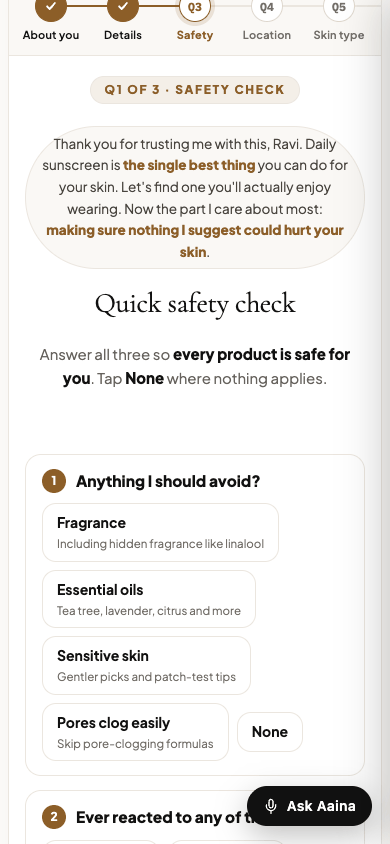 Q3
Q4
Q5
About you
Details
Safety
Location
Skin type
Q1 OF 3 · SAFETY CHECK
Thank you for trusting me with this, Ravi. Daily
sunscreen is the single best thing you can do for
your skin. Let's find one you'll actually enjoy
wearing. Now the part I care about most:
making sure nothing I suggest could hurt your
skin.
Quick safety check
Answer all three so every product is safe for
you. Tap None where nothing applies.
1 Anything I should avoid?
Fragrance
Including hidden fragrance like linalool
Essential oils
Tea tree, lavender, citrus and more
Sensitive skin
Gentler picks and patch-test tips
Pores clog easily
Skip pore-clogging formulas
None
2 Ever reacted to any of
Ask Aaina